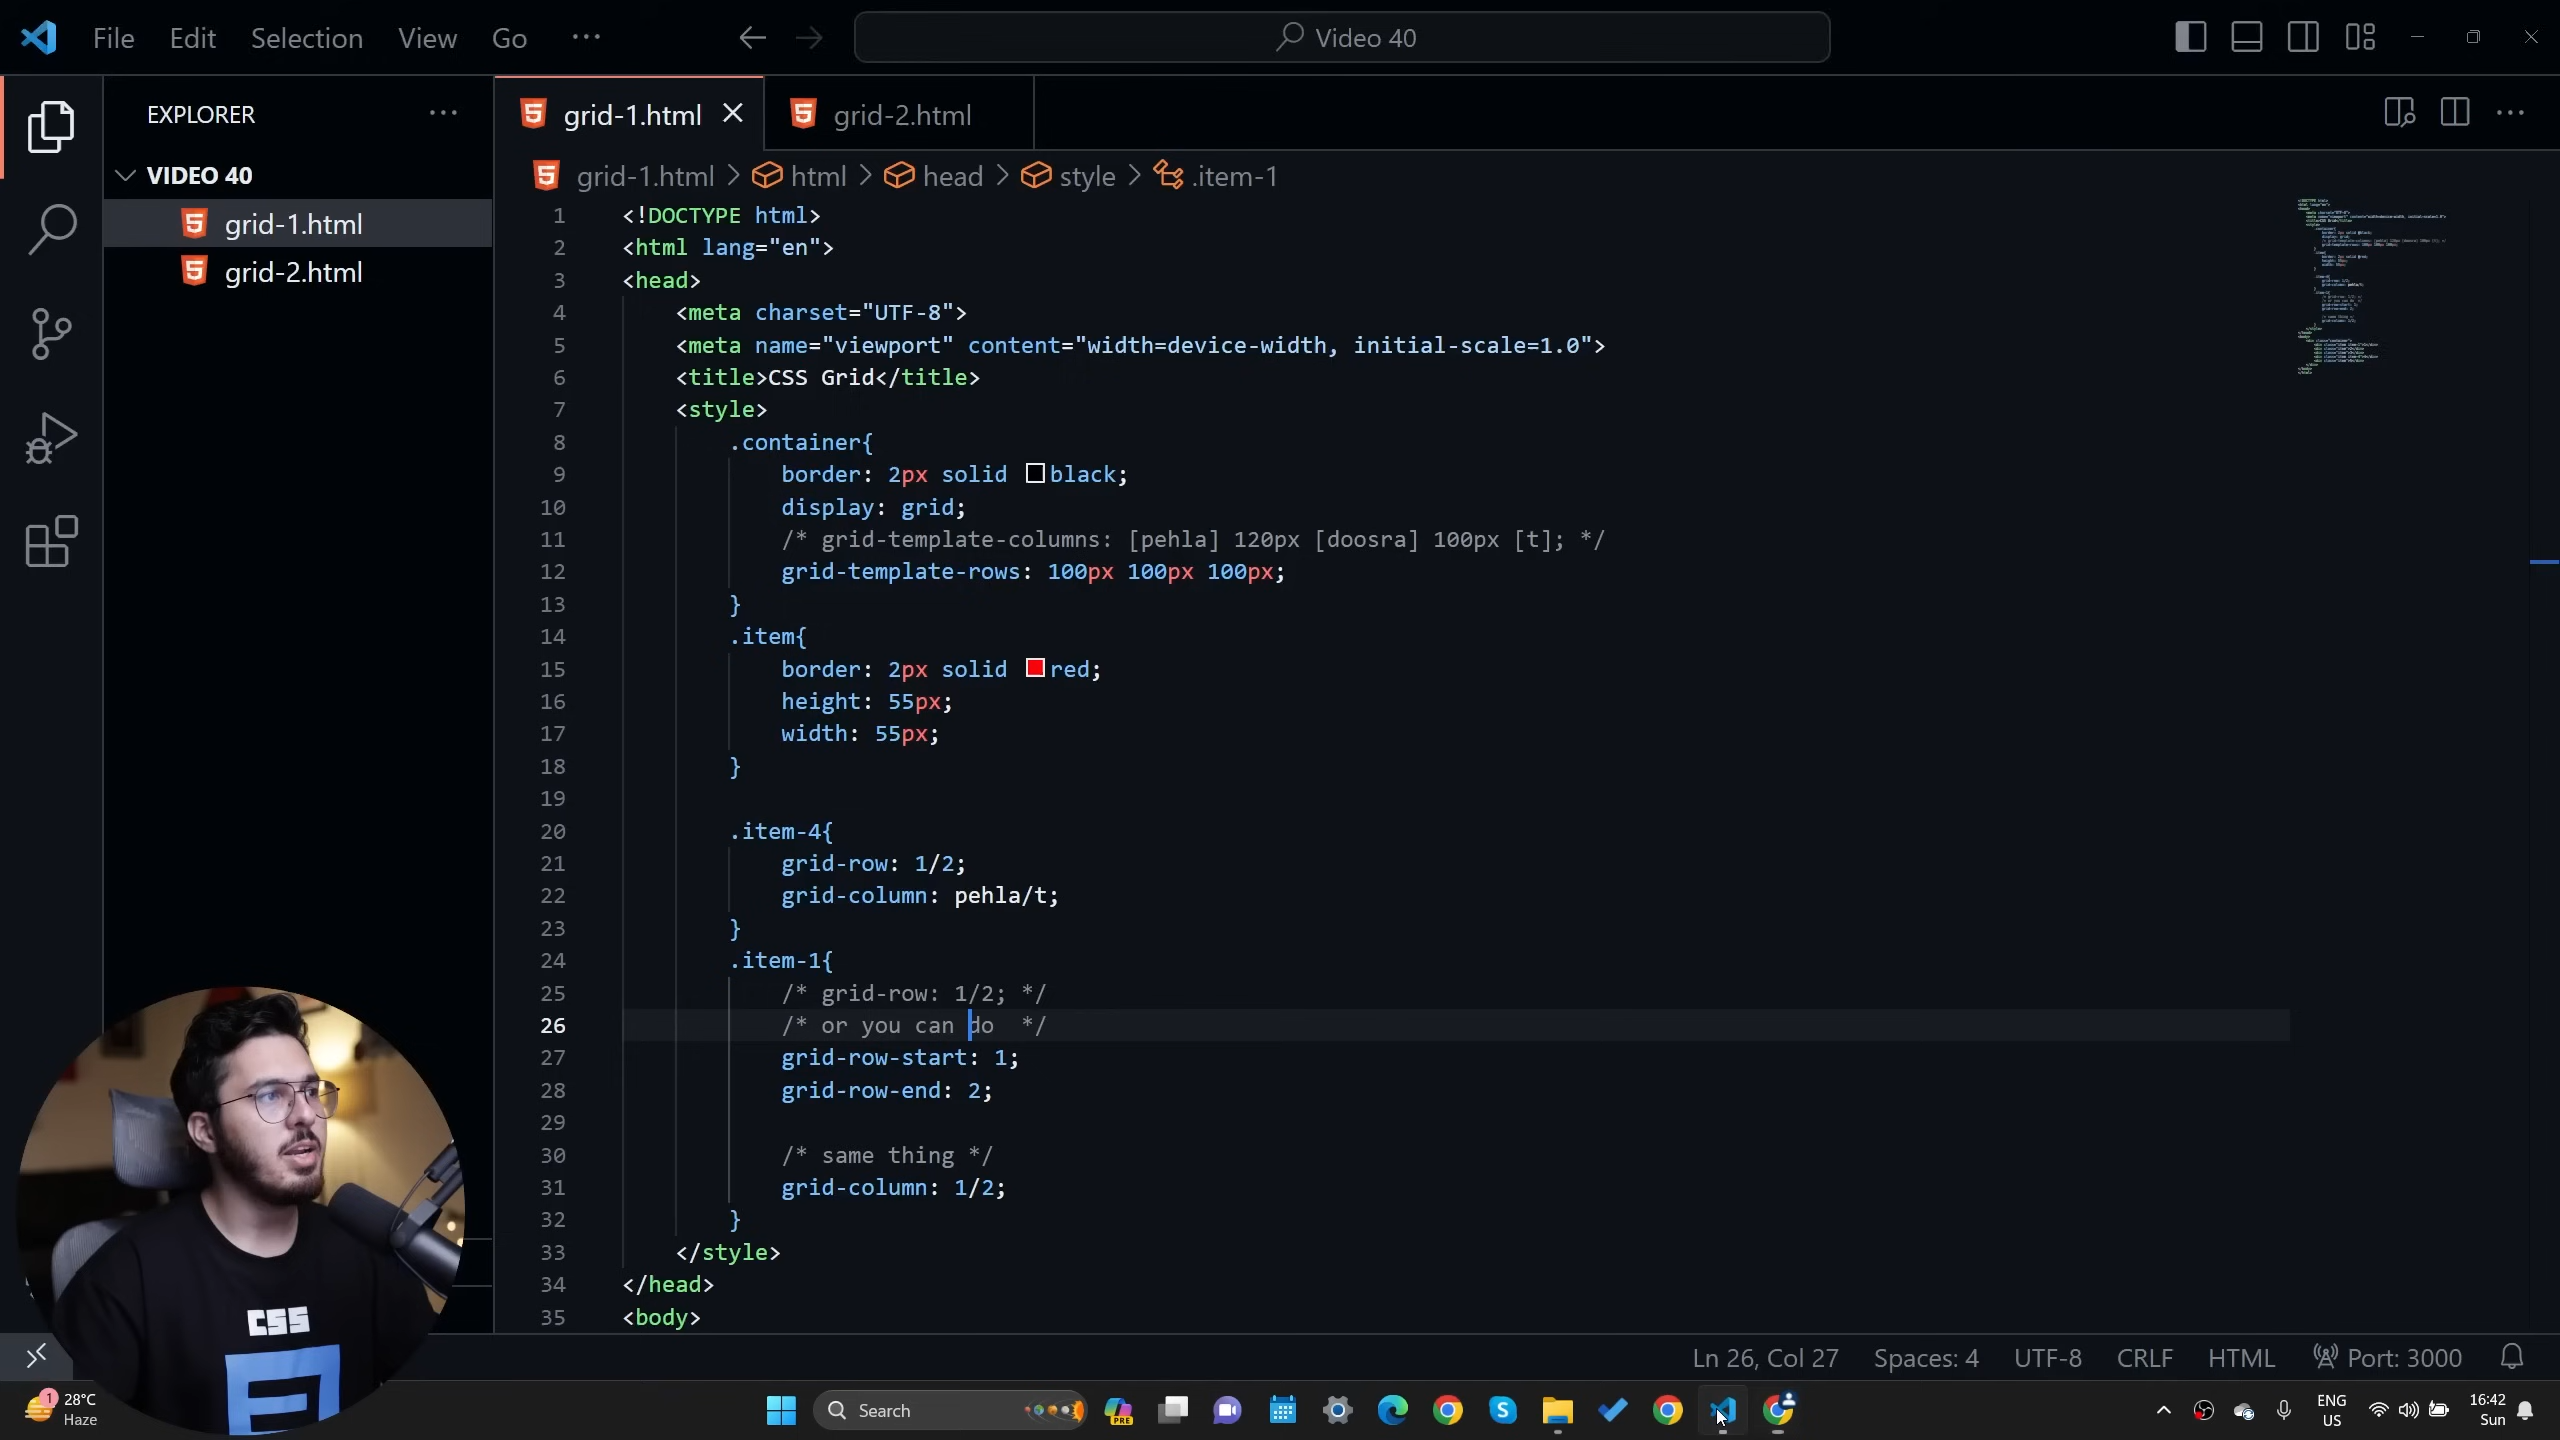 File Edit Selection View Go ···
Video 40
EXPLORER ···
VIDEO 40
grid-1.html
grid-2.html
grid-1.html
grid-2.html
grid-1.html > html > head > style > .item-1
1 <!DOCTYPE html>
2 <html lang="en">
3 <head>
4 <meta charset="UTF-8">
5 <meta name="viewport" content="width=device-width, initial-scale=1.0">
6 <title>CSS Grid</title>
7 <style>
8 .container{
9 border: 2px solid black;
10 display: grid;
11 /* grid-template-columns: [pehla] 120px [doosra] 100px [t]; */
12 grid-template-rows: 100px 100px 100px;
13 }
14 .item{
15 border: 2px solid red;
16 height: 55px;
17 width: 55px;
18 }
19
20 .item-4{
21 grid-row: 1/2;
22 grid-column: pehla/t;
23 }
24 .item-1{
25 /* grid-row: 1/2; */
26 /* or you can do  */
27 grid-row-start: 1;
28 grid-row-end: 2;
29
30 /* same thing */
31 grid-column: 1/2;
32 }
33 </style>
34 </head>
35 <body>
CSS
Ln 26, Col 27 Spaces: 4 UTF-8 CRLF HTML Port: 3000
1
28°C
Haze
Search
PRE
ENG
US
16:42
Sun